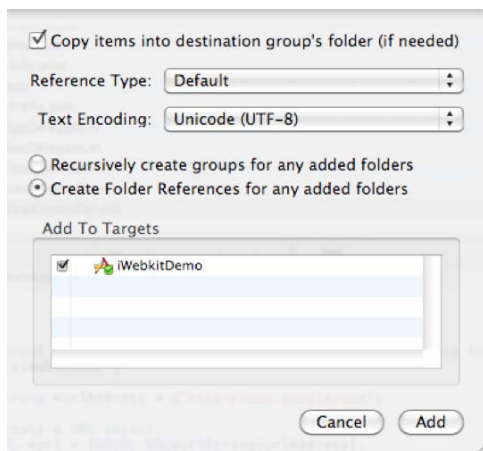 Copy items into destination group's folder (if needed)
Reference Type: Default
Text Encoding: Unicode (UTF-8)
Recursively create groups for any added folders
Create Folder References for any added folders
Add To Targets
iWebkitDemo
Cancel Add